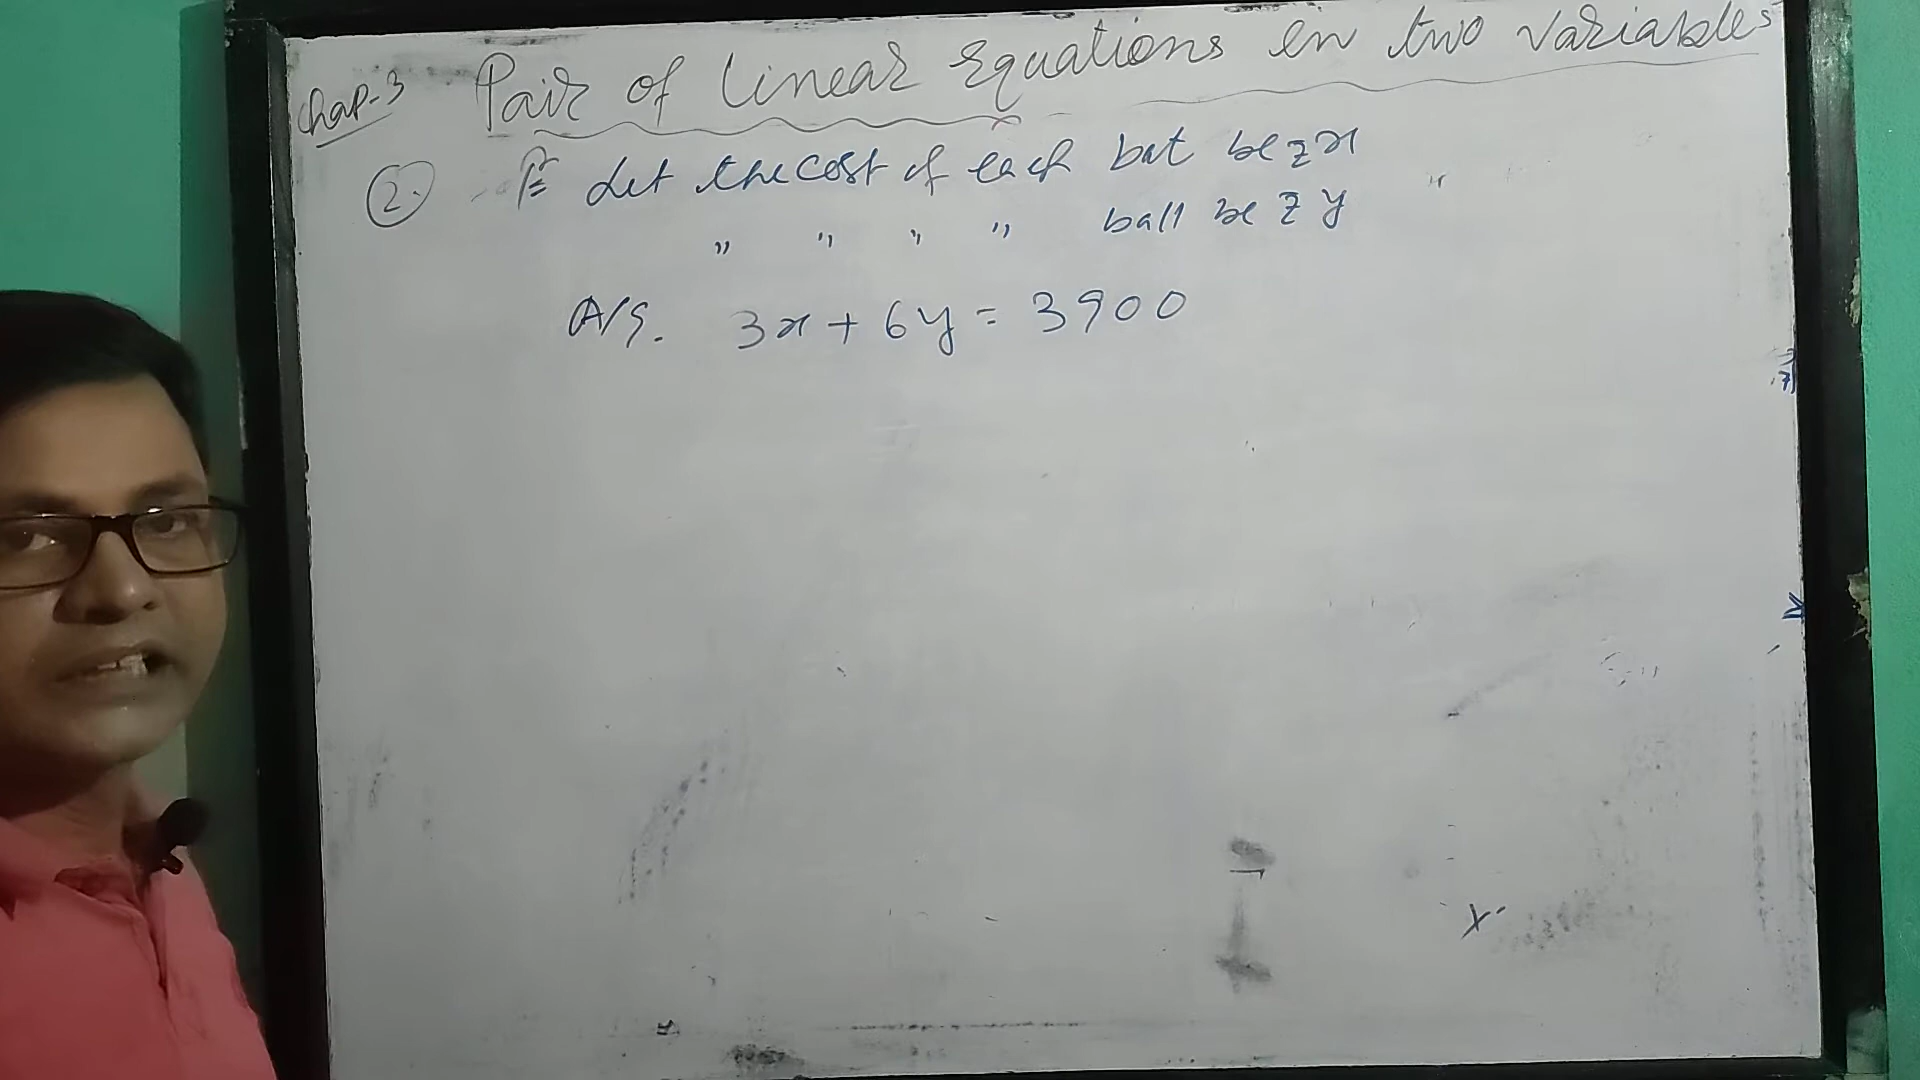 Chap-3 Pair of Linear Equations in two variables
2. Let the cost of each bat be ₹ x
" " " " ball be ₹ y
A/S. 3x + 6y = 3900